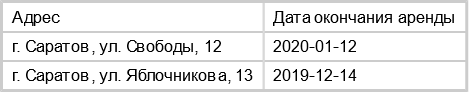 Адрес Дата окончания аренды
г. Саратов, ул. Свободы, 12 2020-01-12
г. Саратов, ул. Яблочникова, 13 2019-12-14